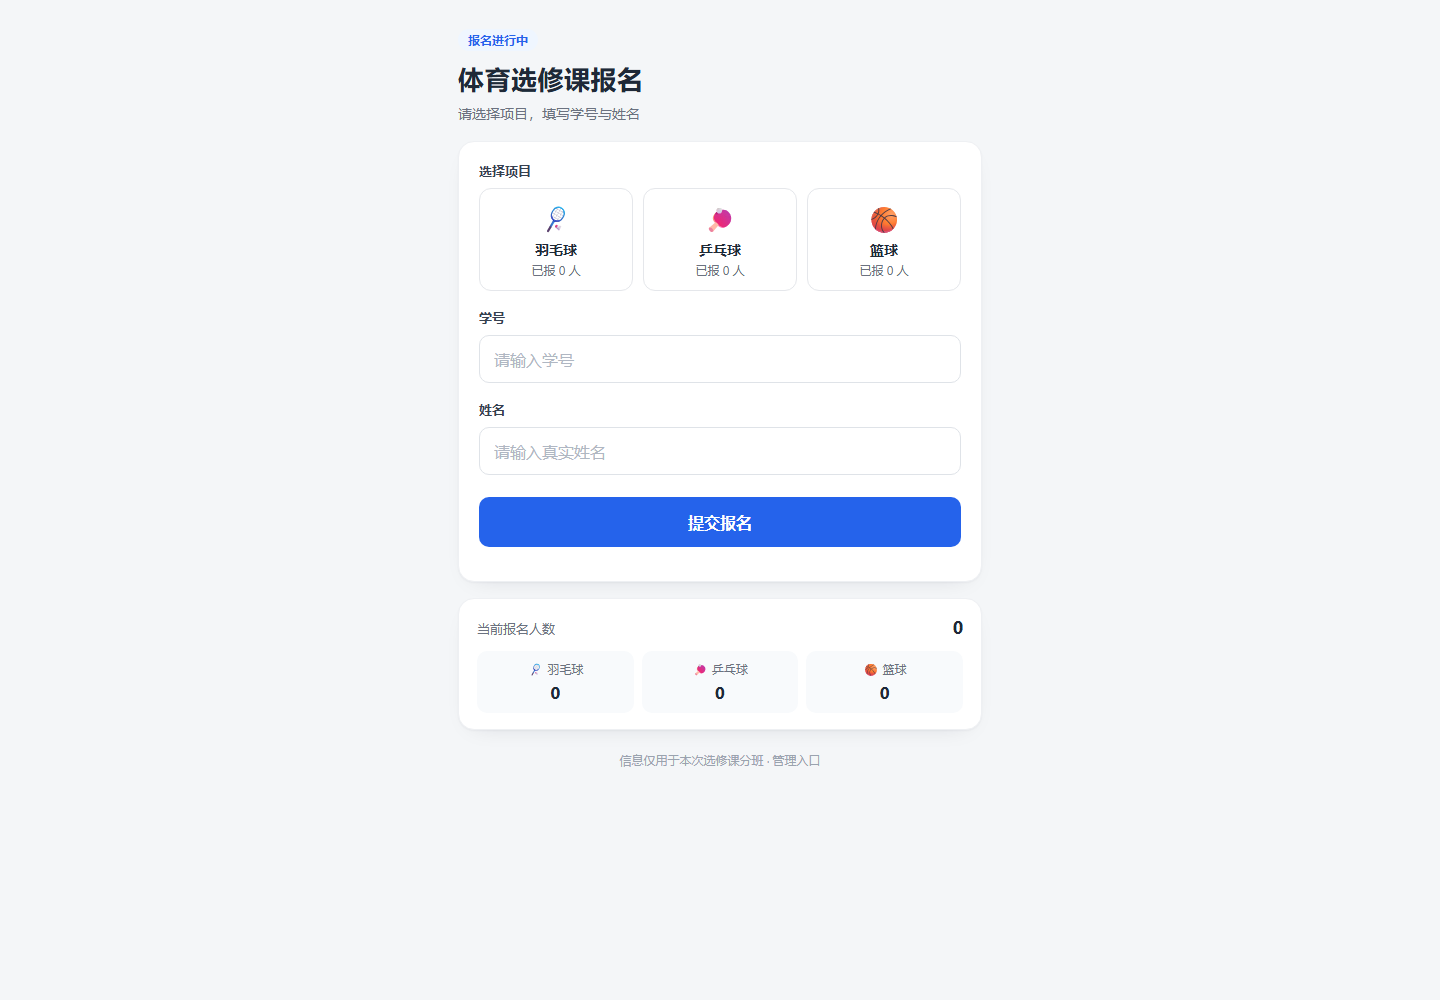 报名进行中
体育选修课报名
请选择项目，填写学号与姓名
选择项目
羽毛球
已报 0 人
乒乓球
已报 0 人
篮球
已报 0 人
学号
请输入学号
姓名
请输入真实姓名
提交报名
当前报名人数
0
羽毛球
0
乒乓球
0
篮球
0
信息仅用于本次选修课分班 · 管理入口